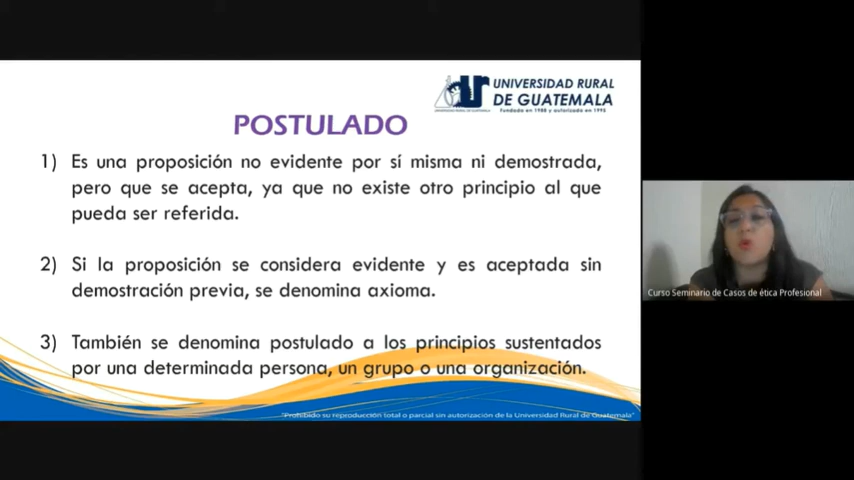 UNIVERSIDAD RURAL
DE GUATEMALA
Fundada en 1988 y autorizada en 1995
POSTULADO
1) Es una proposición no evidente por sí misma ni demostrada,
pero que se acepta, ya que no existe otro principio al que
pueda ser referida.
2) Si la proposición se considera evidente y es aceptada sin
demostración previa, se denomina axioma.
3) También se denomina postulado a los principios sustentados
por una determinada persona, un grupo o una organización.
"Prohibido su reproducción total o parcial sin autorización de la Universidad Rural de Guatemala"
Curso Seminario de Casos de ética Profesional